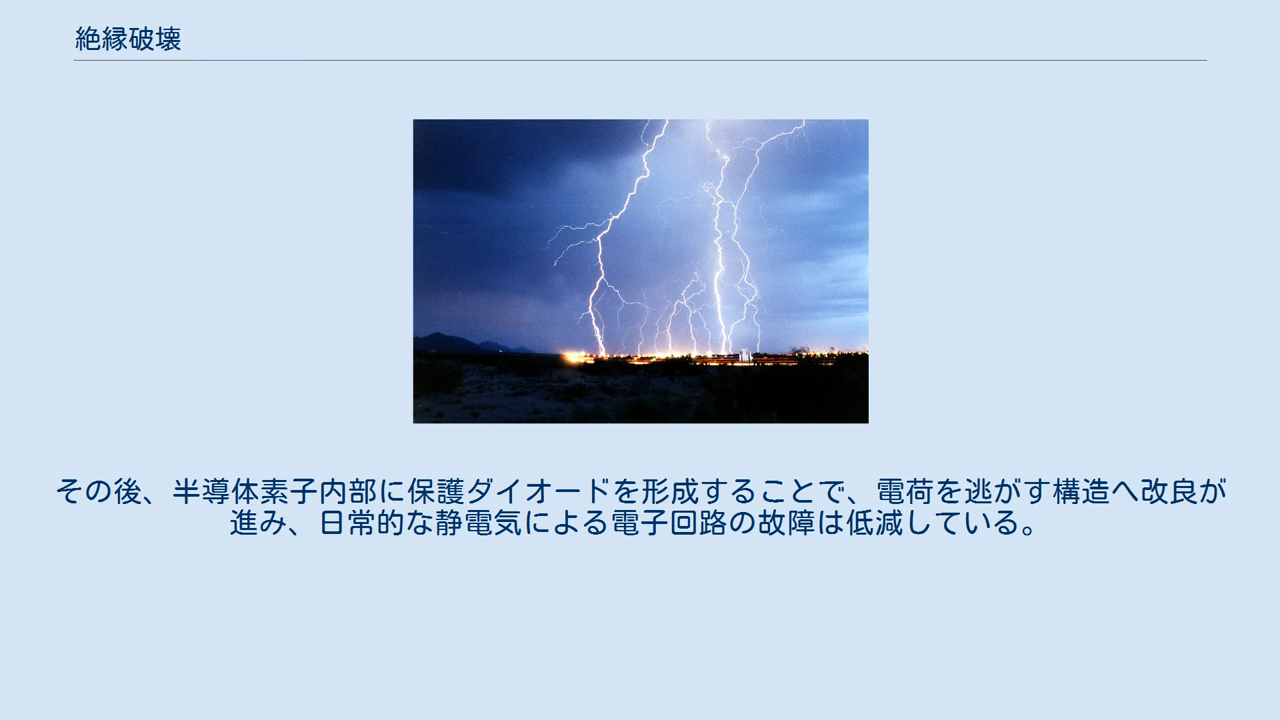 絶縁破壊
その後、半導体素子内部に保護ダイオードを形成することで、電荷を逃がす構造へ改良が
進み、日常的な静電気による電子回路の故障は低減している。